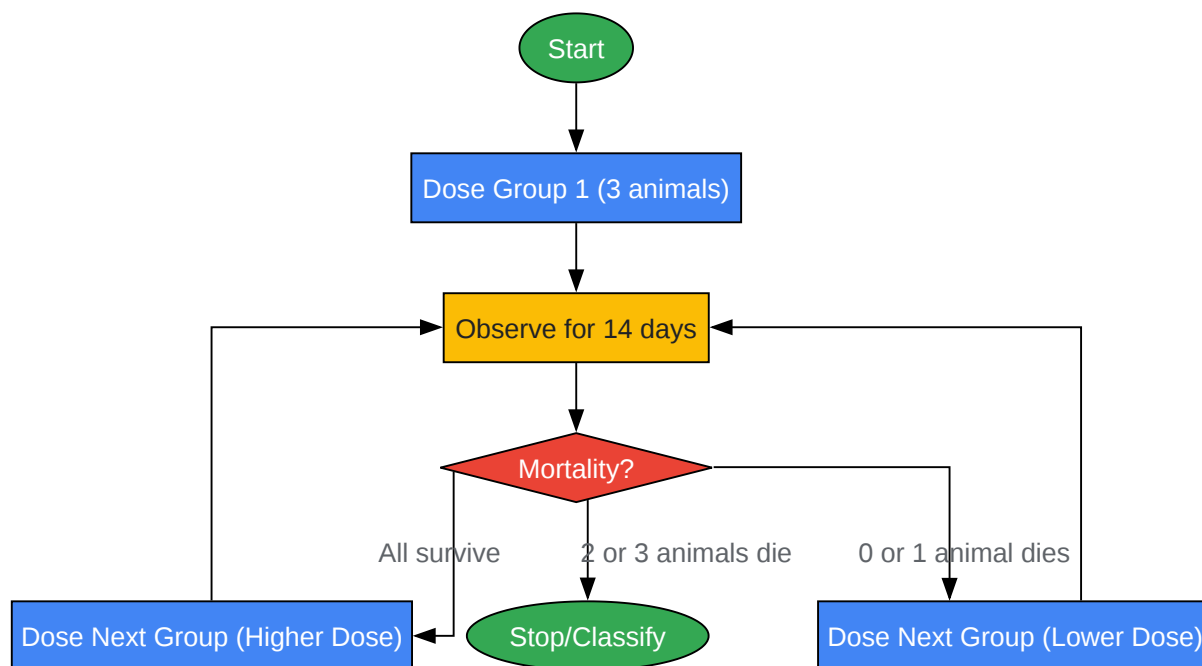 Start
Dose Group 1 (3 animals)
Observe for 14 days
Mortality?
All survive
2 or 3 animals die
0 or 1 animal dies
Dose Next Group (Higher Dose)
Stop/Classify
Dose Next Group (Lower Dose)